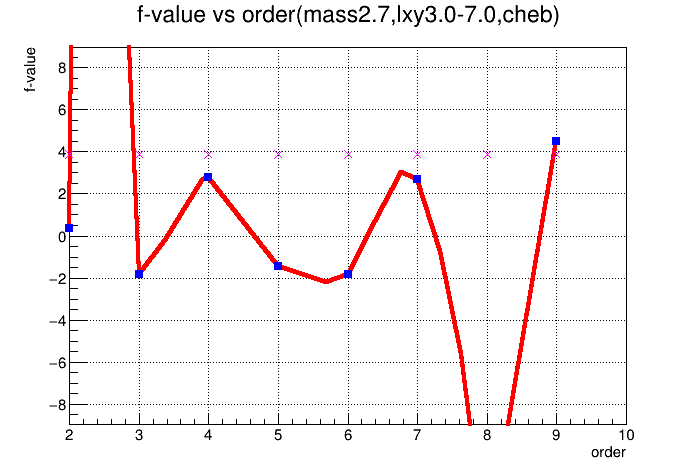 f-value vs order(mass2.7,lxy3.0-7.0,cheb)
f-value
8
6
4
2
0
−2
−4
−6
−8
2 3 4 5 6 7 8 9 10
order